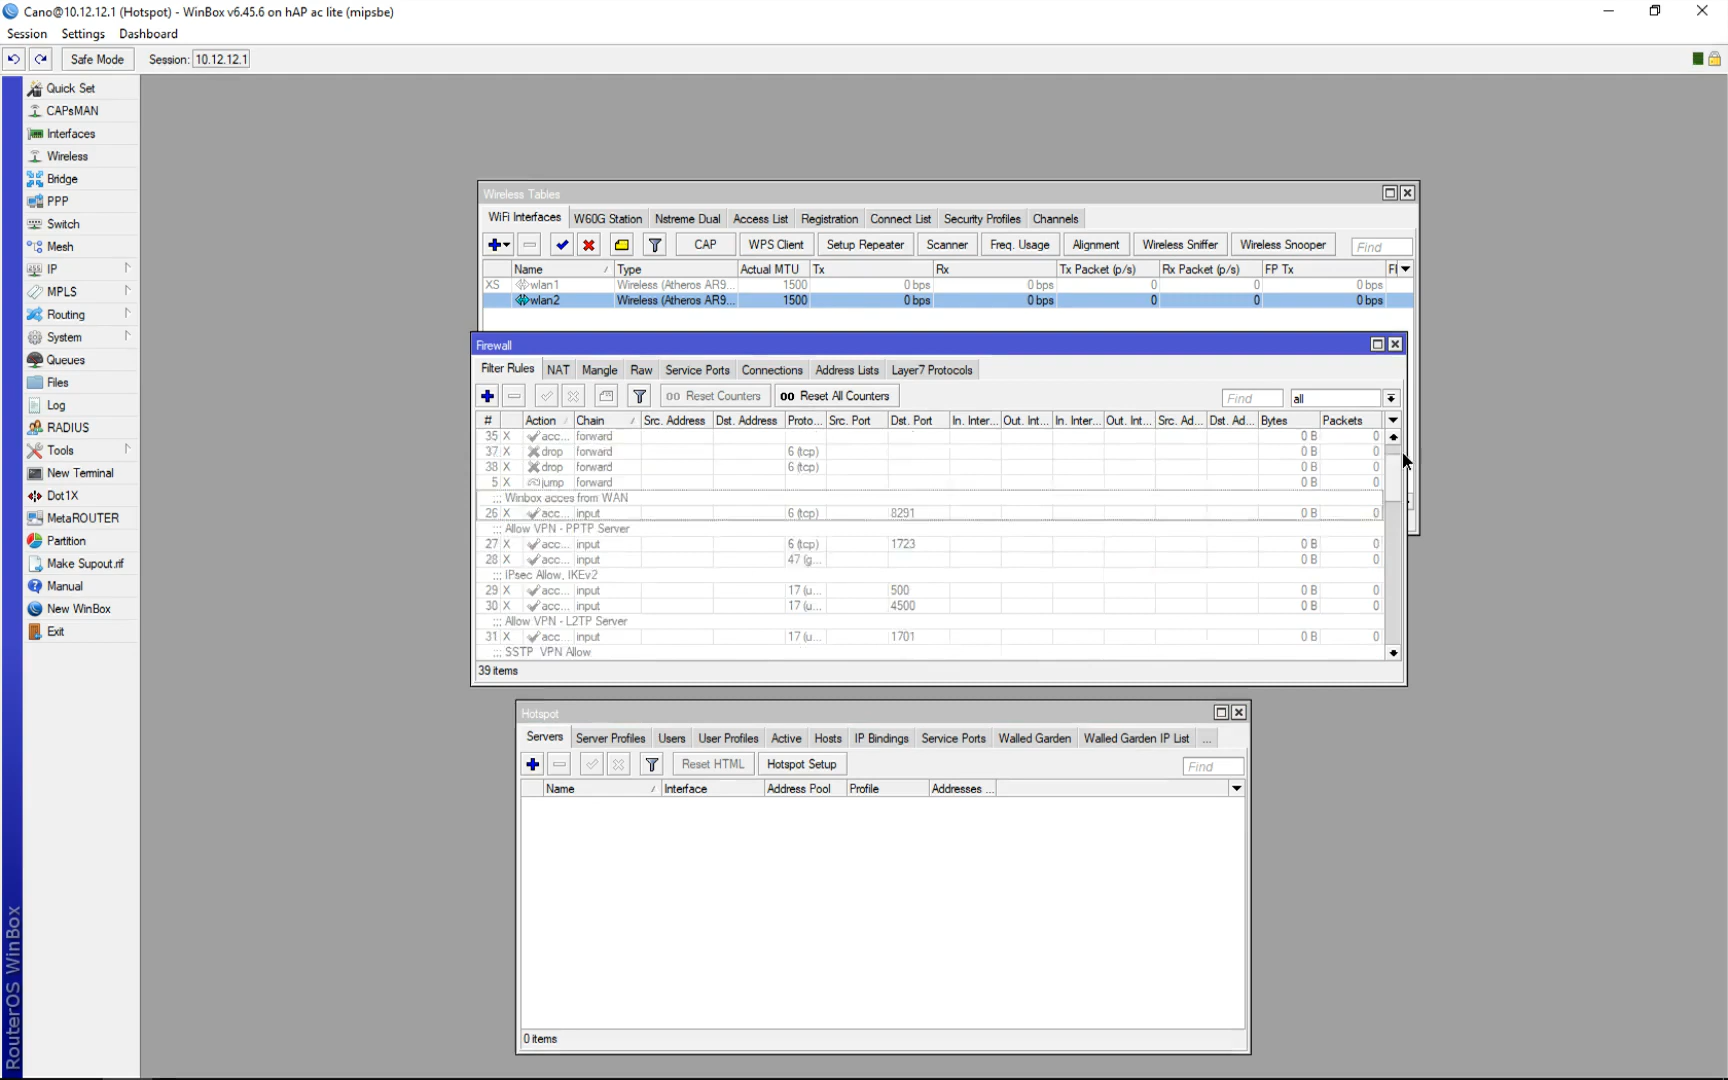 Cano@10.12.12.1 (Hotspot) - WinBox v6.45.6 on hAP ac lite (mipsbe)
Session Settings Dashboard
Safe Mode Session: 10.12.12.1
Quick Set
CAPsMAN
Interfaces
Wireless
Bridge
PPP
Switch
Mesh
IP
MPLS
Routing
System
Queues
Files
Log
RADIUS
Tools
New Terminal
Dot1X
MetaROUTER
Partition
Make Supout.rif
Manual
New WinBox
Exit
RouterOS WinBox
Wireless Tables
WiFi Interfaces W60G Station Nstreme Dual Access List Registration Connect List Security Profiles Channels
CAP WPS Client Setup Repeater Scanner Freq. Usage Alignment Wireless Sniffer Wireless Snooper Find
Name / Type Actual MTU Tx Rx Tx Packet (p/s) Rx Packet (p/s) FP Tx
XS wlan1 Wireless (Atheros AR9... 1500 0 bps 0 bps 0 0 0 bps
wlan2 Wireless (Atheros AR9... 1500 0 bps 0 bps 0 0 0 bps
Firewall
Filter Rules NAT Mangle Raw Service Ports Connections Address Lists Layer7 Protocols
00 Reset Counters 00 Reset All Counters Find all
# Action / Chain / Src. Address Dst. Address Proto... Src. Port Dst. Port In. Inter... Out. Int... In. Inter... Out. Int... Src. Ad... Dst. Ad... Bytes Packets
35 X acc... forward 0 B 0
37 X drop forward 6 (tcp) 0 B 0
38 X drop forward 6 (tcp) 0 B 0
5 X jump forward 0 B 0
::: Winbox acces from WAN
26 X acc... input 6 (tcp) 8291 0 B 0
::: Allow VPN - PPTP Server
27 X acc... input 6 (tcp) 1723 0 B 0
28 X acc... input 47 (g... 0 B 0
::: IPsec Allow, IKEv2
29 X acc... input 17 (u... 500 0 B 0
30 X acc... input 17 (u... 4500 0 B 0
::: Allow VPN - L2TP Server
31 X acc... input 17 (u... 1701 0 B 0
::: SSTP VPN Allow
39 items
Hotspot
Servers Server Profiles Users User Profiles Active Hosts IP Bindings Service Ports Walled Garden Walled Garden IP List ...
Reset HTML Hotspot Setup Find
Name / Interface Address Pool Profile Addresses ...
0 items